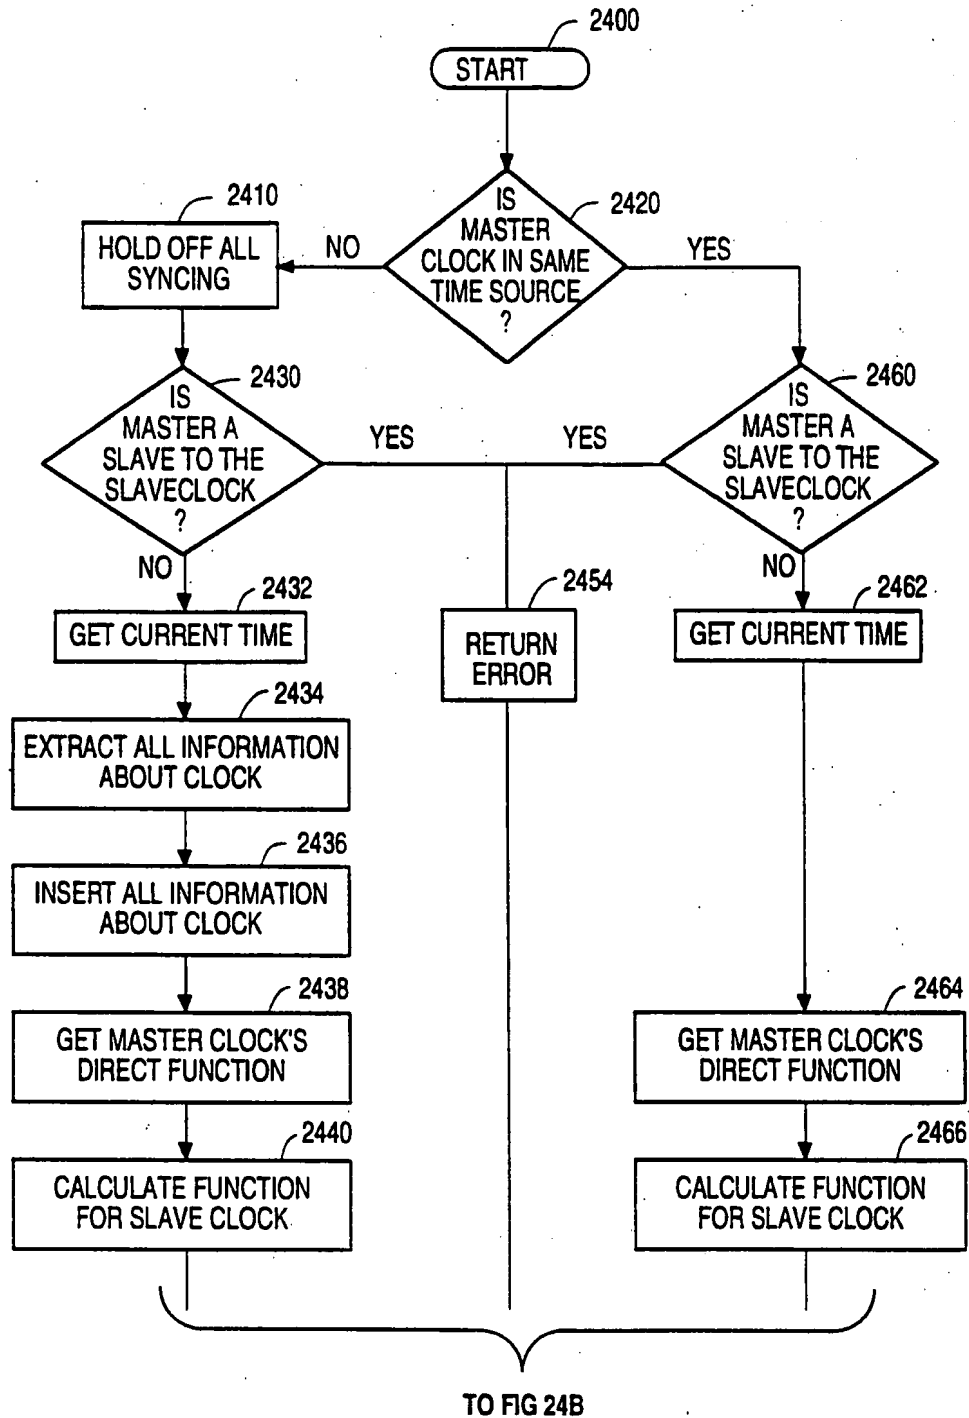 2400
START
2410
HOLD OFF ALL
SYNCING
NO
IS
MASTER
CLOCK IN SAME
TIME SOURCE
?
2420
YES
2430
IS
MASTER A
SLAVE TO THE
SLAVECLOCK
?
YES
YES
2460
IS
MASTER A
SLAVE TO THE
SLAVECLOCK
?
NO
NO
2432
GET CURRENT TIME
2454
RETURN
ERROR
2462
GET CURRENT TIME
2434
EXTRACT ALL INFORMATION
ABOUT CLOCK
2436
INSERT ALL INFORMATION
ABOUT CLOCK
2438
GET MASTER CLOCK'S
DIRECT FUNCTION
2464
GET MASTER CLOCK'S
DIRECT FUNCTION
2440
CALCULATE FUNCTION
FOR SLAVE CLOCK
2466
CALCULATE FUNCTION
FOR SLAVE CLOCK
TO FIG 24B